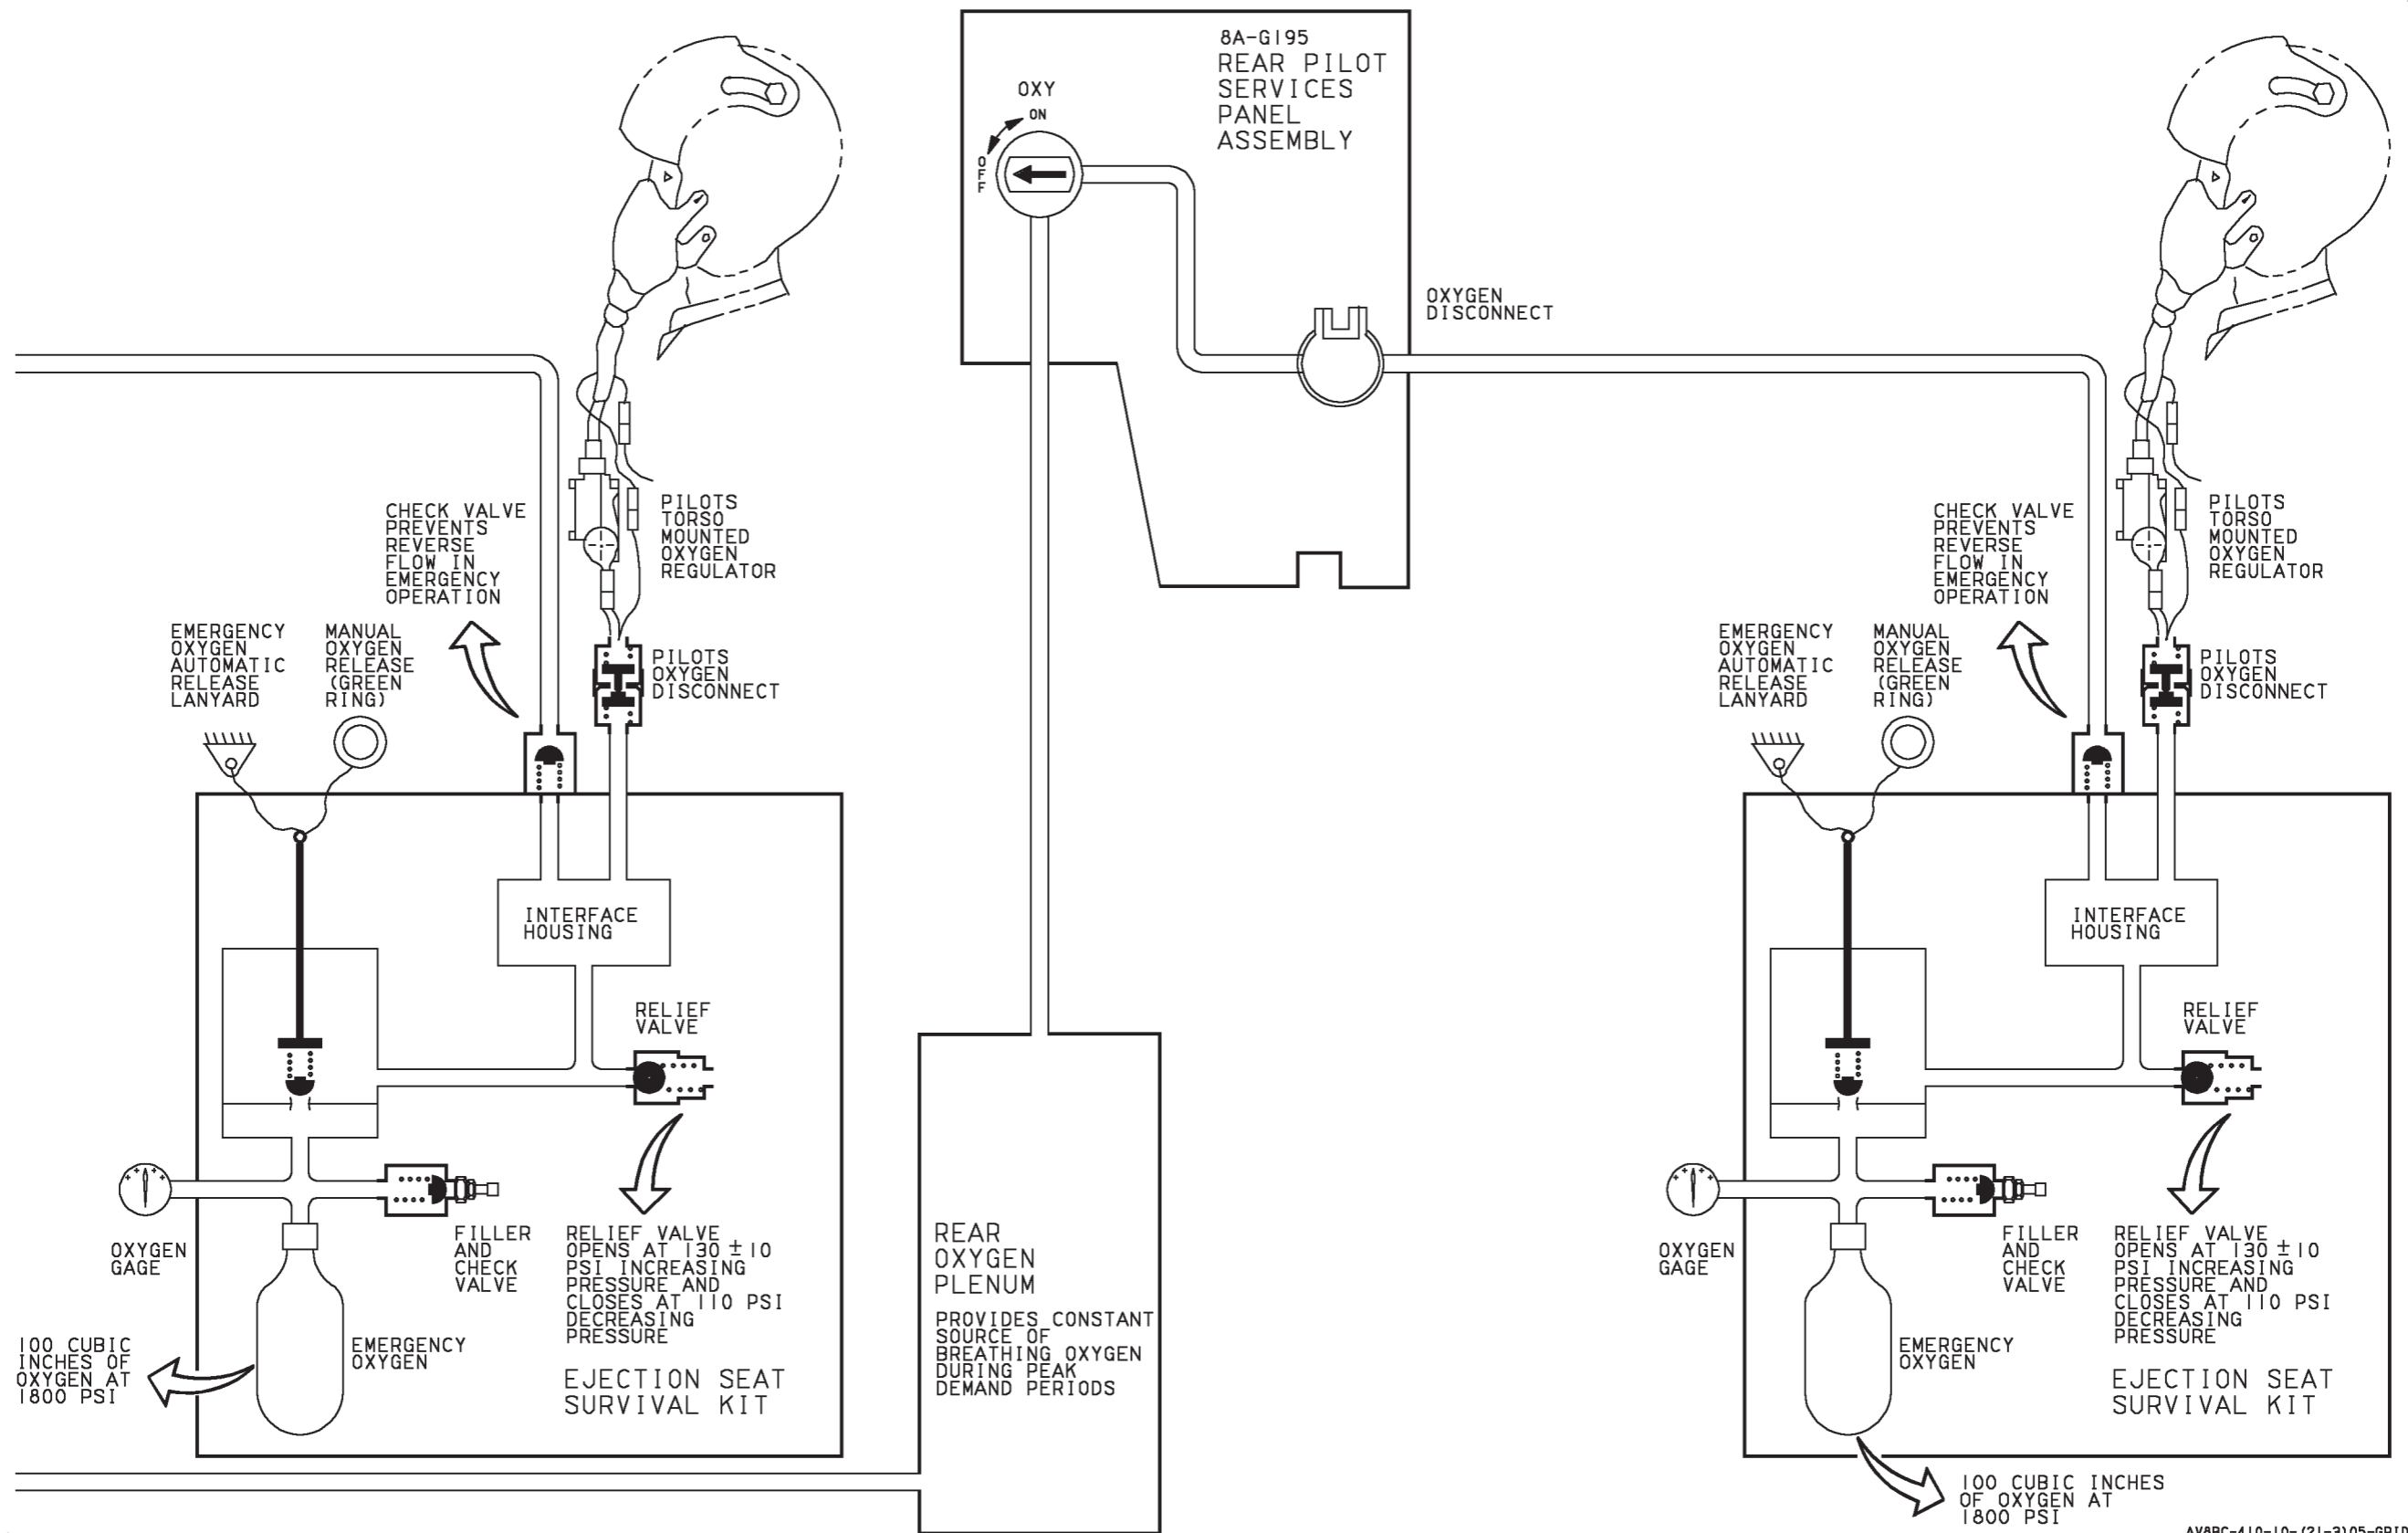 8A-G195
REAR PILOT
SERVICES
PANEL
ASSEMBLY
OXY
ON
OFF
OXYGEN
DISCONNECT
CHECK VALVE
PREVENTS
REVERSE
FLOW IN
EMERGENCY
OPERATION
PILOTS
TORSO
MOUNTED
OXYGEN
REGULATOR
EMERGENCY
OXYGEN
AUTOMATIC
RELEASE
LANYARD
MANUAL
OXYGEN
RELEASE
(GREEN
RING)
PILOTS
OXYGEN
DISCONNECT
INTERFACE
HOUSING
RELIEF
VALVE
OXYGEN
GAGE
FILLER
AND
CHECK
VALVE
RELIEF VALVE
OPENS AT 130 ± 10
PSI INCREASING
PRESSURE AND
CLOSES AT 110 PSI
DECREASING
PRESSURE
100 CUBIC
INCHES OF
OXYGEN AT
1800 PSI
EMERGENCY
OXYGEN
EJECTION SEAT
SURVIVAL KIT
REAR
OXYGEN
PLENUM
PROVIDES CONSTANT
SOURCE OF
BREATHING OXYGEN
DURING PEAK
DEMAND PERIODS
CHECK VALVE
PREVENTS
REVERSE
FLOW IN
EMERGENCY
OPERATION
PILOTS
TORSO
MOUNTED
OXYGEN
REGULATOR
EMERGENCY
OXYGEN
AUTOMATIC
RELEASE
LANYARD
MANUAL
OXYGEN
RELEASE
(GREEN
RING)
PILOTS
OXYGEN
DISCONNECT
INTERFACE
HOUSING
RELIEF
VALVE
OXYGEN
GAGE
FILLER
AND
CHECK
VALVE
RELIEF VALVE
OPENS AT 130 ± 10
PSI INCREASING
PRESSURE AND
CLOSES AT 110 PSI
DECREASING
PRESSURE
EMERGENCY
OXYGEN
EJECTION SEAT
SURVIVAL KIT
100 CUBIC INCHES
OF OXYGEN AT
1800 PSI